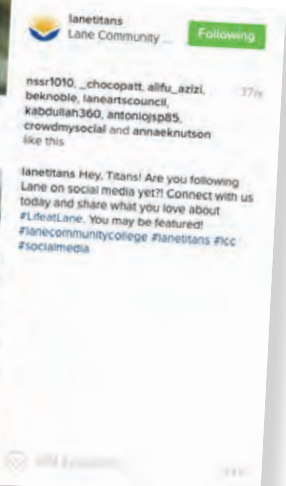 lanetitans
Lane Community ...
Following
nssr1010, _chocopatt, alifu_azizi,
37w
beknoble, laneartscouncil,
kabdullah360, antoniojsp85,
crowdmysocial and annaeknutson
like this
lanetitans Hey, Titans! Are you following
Lane on social media yet?! Connect with us
today and share what you love about
#LifeatLane. You may be featured!
#lanecommunitycollege #lanetitans #lcc
#socialmedia